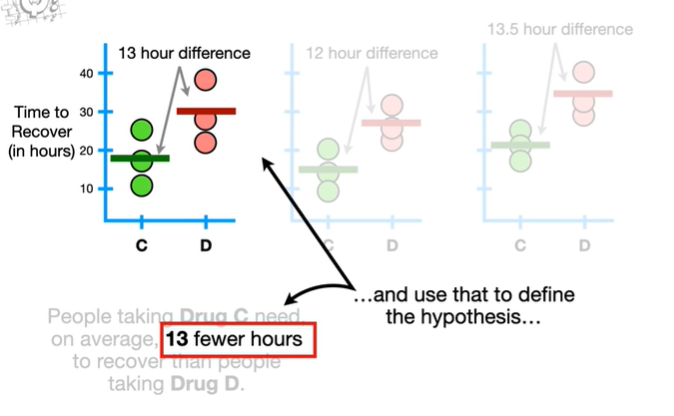 13.5 hour difference
13 hour difference
12 hour difference
40
30
20
10
Time to
Recover
(in hours)
C
D
C
D
C
D
...and use that to define
the hypothesis...
People taking Drug C need,
on average, 13 fewer hours
to recover than people
taking Drug D.